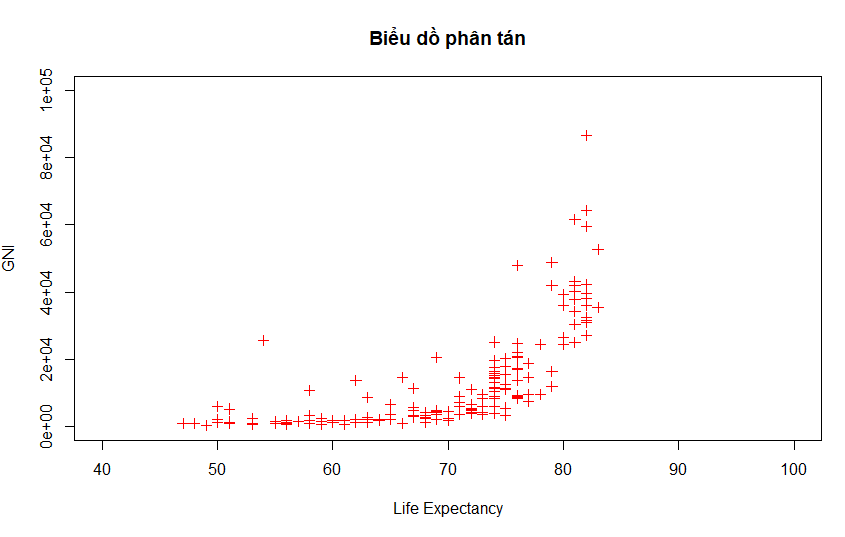 Biểu dồ phân tán
1e+05
8e+04
6e+04
4e+04
2e+04
0e+00
GNI
40 50 60 70 80 90 100
Life Expectancy